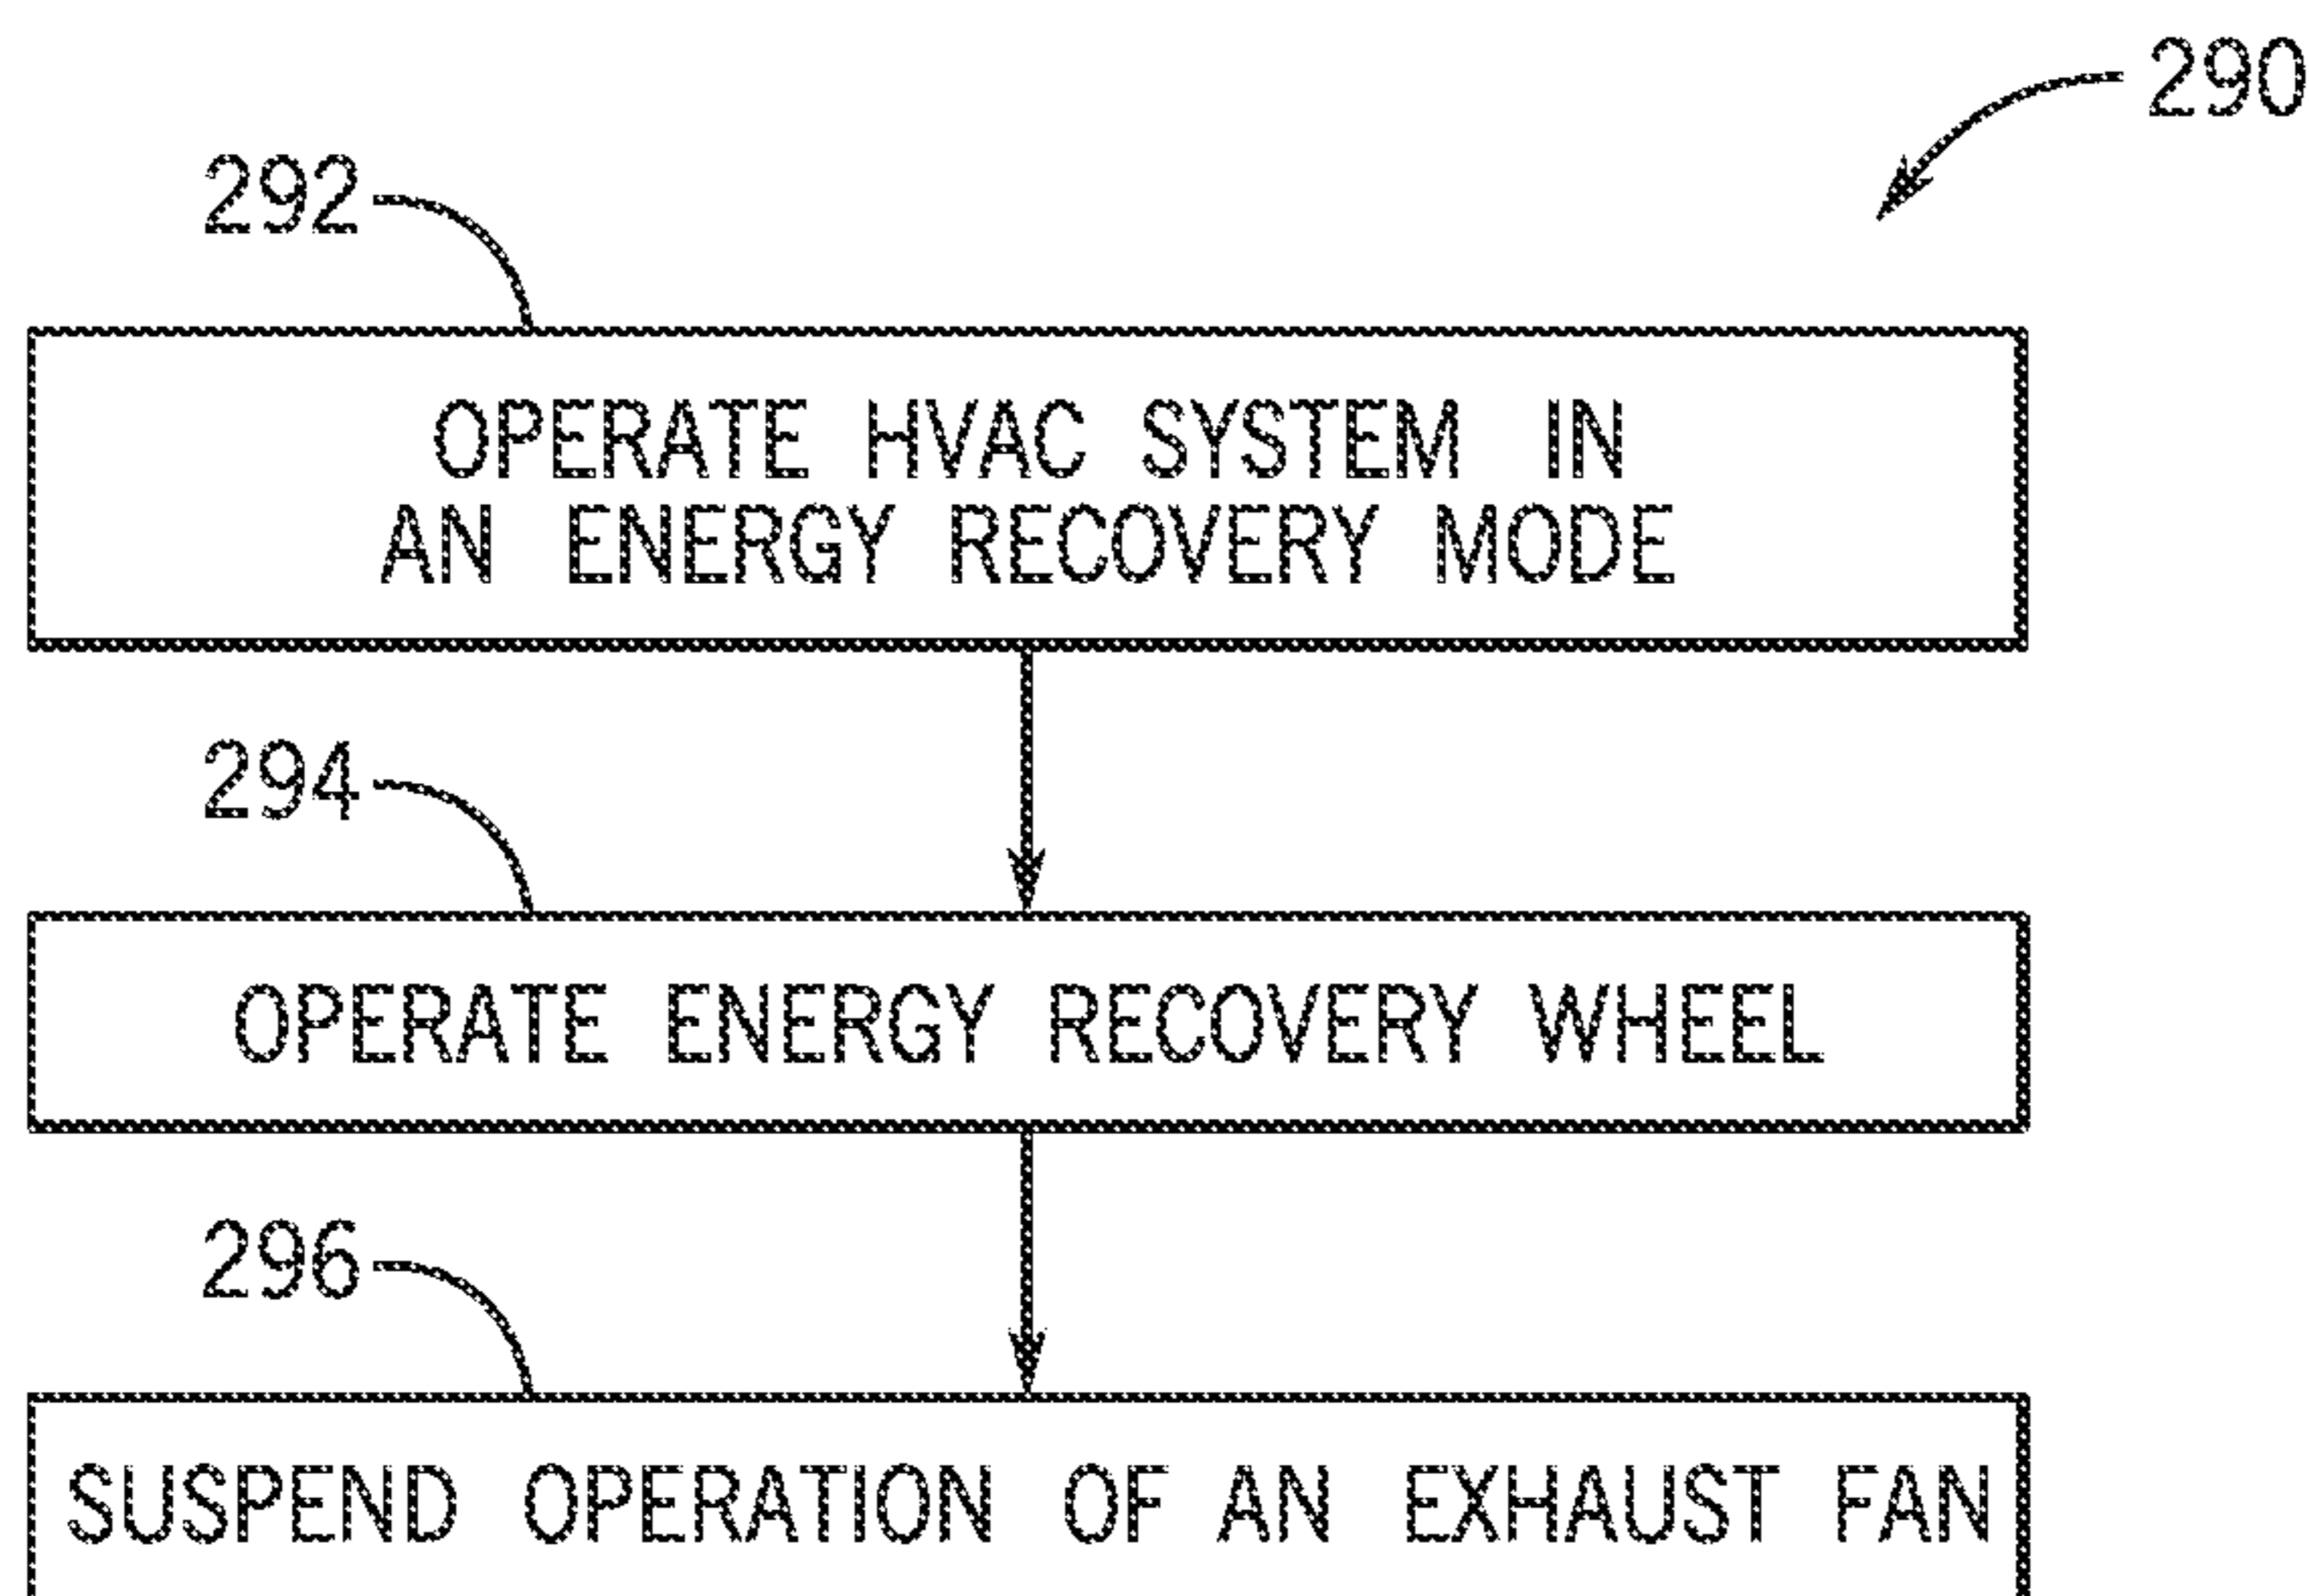 290
292
OPERATE HVAC SYSTEM IN
AN ENERGY RECOVERY MODE
294
OPERATE ENERGY RECOVERY WHEEL
296
SUSPEND OPERATION OF AN EXHAUST FAN